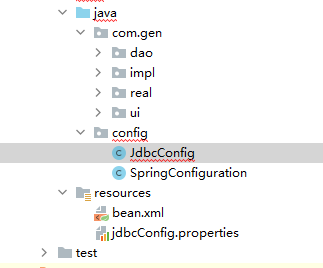 java
com.gen
dao
impl
real
ui
config
JdbcConfig
SpringConfiguration
resources
bean.xml
jdbcConfig.properties
test